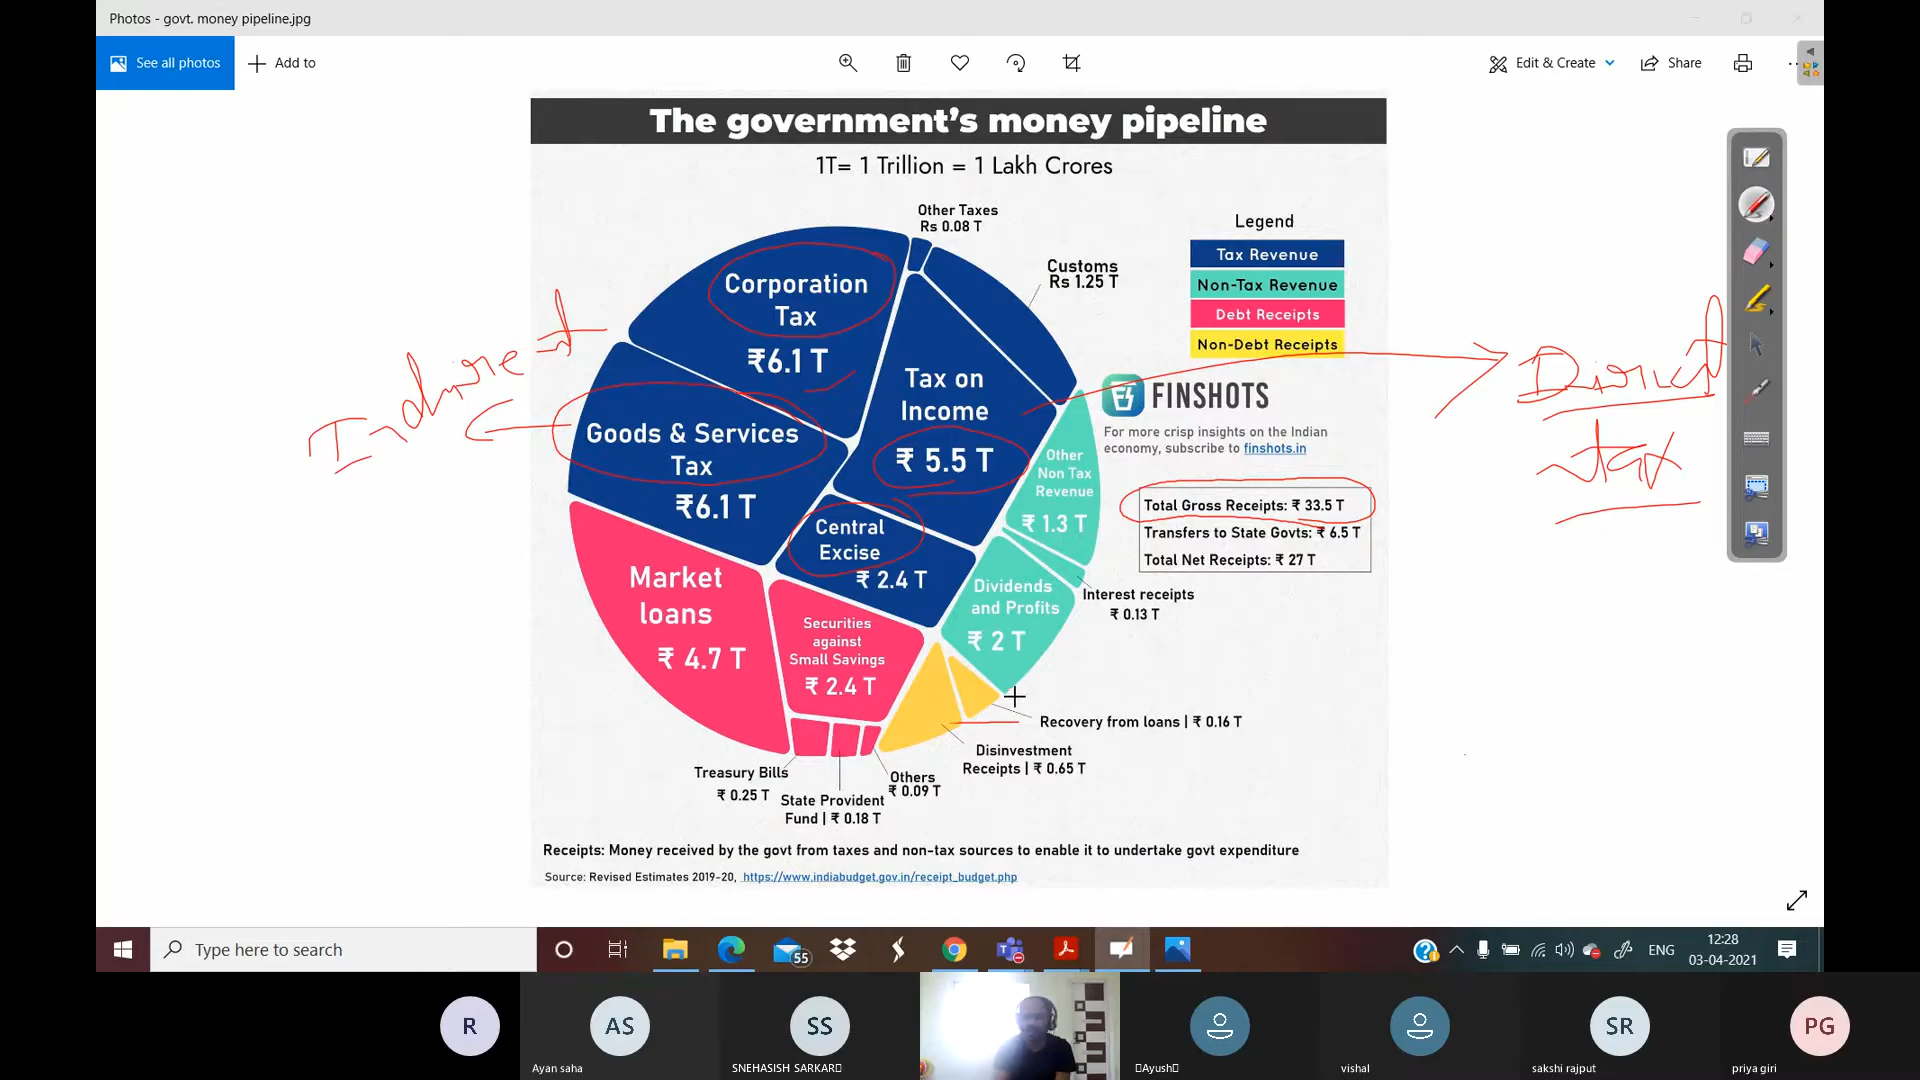 Photos - govt. money pipeline.jpg
See all photos
Add to
Edit & Create
Share
The government's money pipeline
1T= 1 Trillion = 1 Lakh Crores
Other Taxes
Rs 0.08 T
Customs
Rs 1.25 T
Legend
Tax Revenue
Non-Tax Revenue
Debt Receipts
Non-Debt Receipts
Corporation
Tax
₹6.1 T
Tax on
Income
₹ 5.5 T
Goods & Services
Tax
₹6.1 T
Indirect
Direct
tax
FINSHOTS
For more crisp insights on the Indian
economy, subscribe to finshots.in
Other
Non Tax
Revenue
₹ 1.3 T
Total Gross Receipts: ₹ 33.5 T
Transfers to State Govts: ₹ 6.5 T
Total Net Receipts: ₹ 27 T
Central
Excise
₹ 2.4 T
Market
loans
₹ 4.7 T
Securities
against
Small Savings
₹ 2.4 T
Dividends
and Profits
₹ 2 T
Interest receipts
₹ 0.13 T
Recovery from loans | ₹ 0.16 T
Disinvestment
Receipts | ₹ 0.65 T
Treasury Bills
₹ 0.25 T
State Provident
Fund | ₹ 0.18 T
Others
₹ 0.09 T
Receipts: Money received by the govt from taxes and non-tax sources to enable it to undertake govt expenditure
Source: Revised Estimates 2019-20, https://www.indiabudget.gov.in/receipt_budget.php
Type here to search
55
ENG
12:28
03-04-2021
R
AS
SS
SR
PG
Ayan saha
SNEHASISH SARKAR
Ayush
vishal
sakshi rajput
priya giri